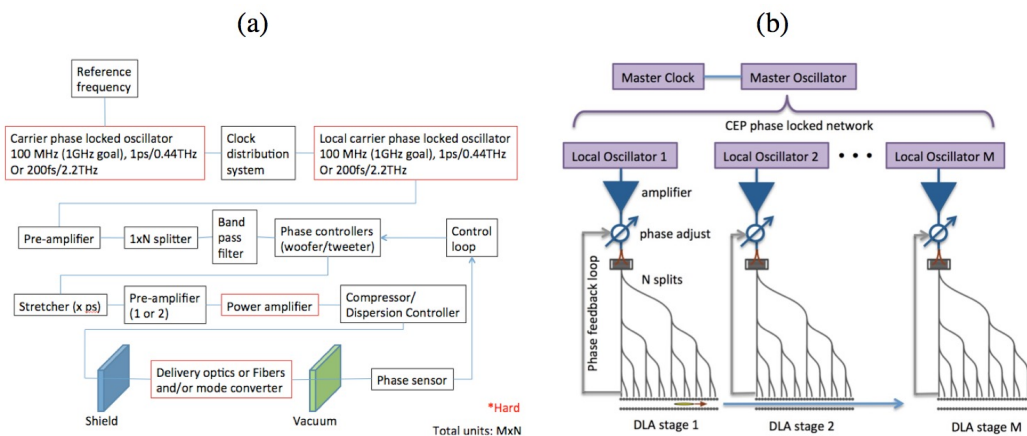 (a)
Reference
frequency
Carrier phase locked oscillator
100 MHz (1GHz goal), 1ps/0.44THz
Or 200fs/2.2THz
Clock
distribution
system
Local carrier phase locked oscillator
100 MHz (1GHz goal), 1ps/0.44THz
Or 200fs/2.2THz
Pre-amplifier
1xN splitter
Band
pass
filter
Phase controllers
(woofer/tweeter)
Control
loop
Stretcher (x ps)
Pre-amplifier
(1 or 2)
Power amplifier
Compressor/
Dispersion Controller
Delivery optics or Fibers
and/or mode converter
Phase sensor
Shield
Vacuum
*Hard
Total units: MxN
(b)
Master Clock
Master Oscillator
CEP phase locked network
Local Oscillator 1
Local Oscillator 2
• • •
Local Oscillator M
amplifier
phase adjust
N splits
Phase feedback loop
DLA stage 1
DLA stage 2
DLA stage M